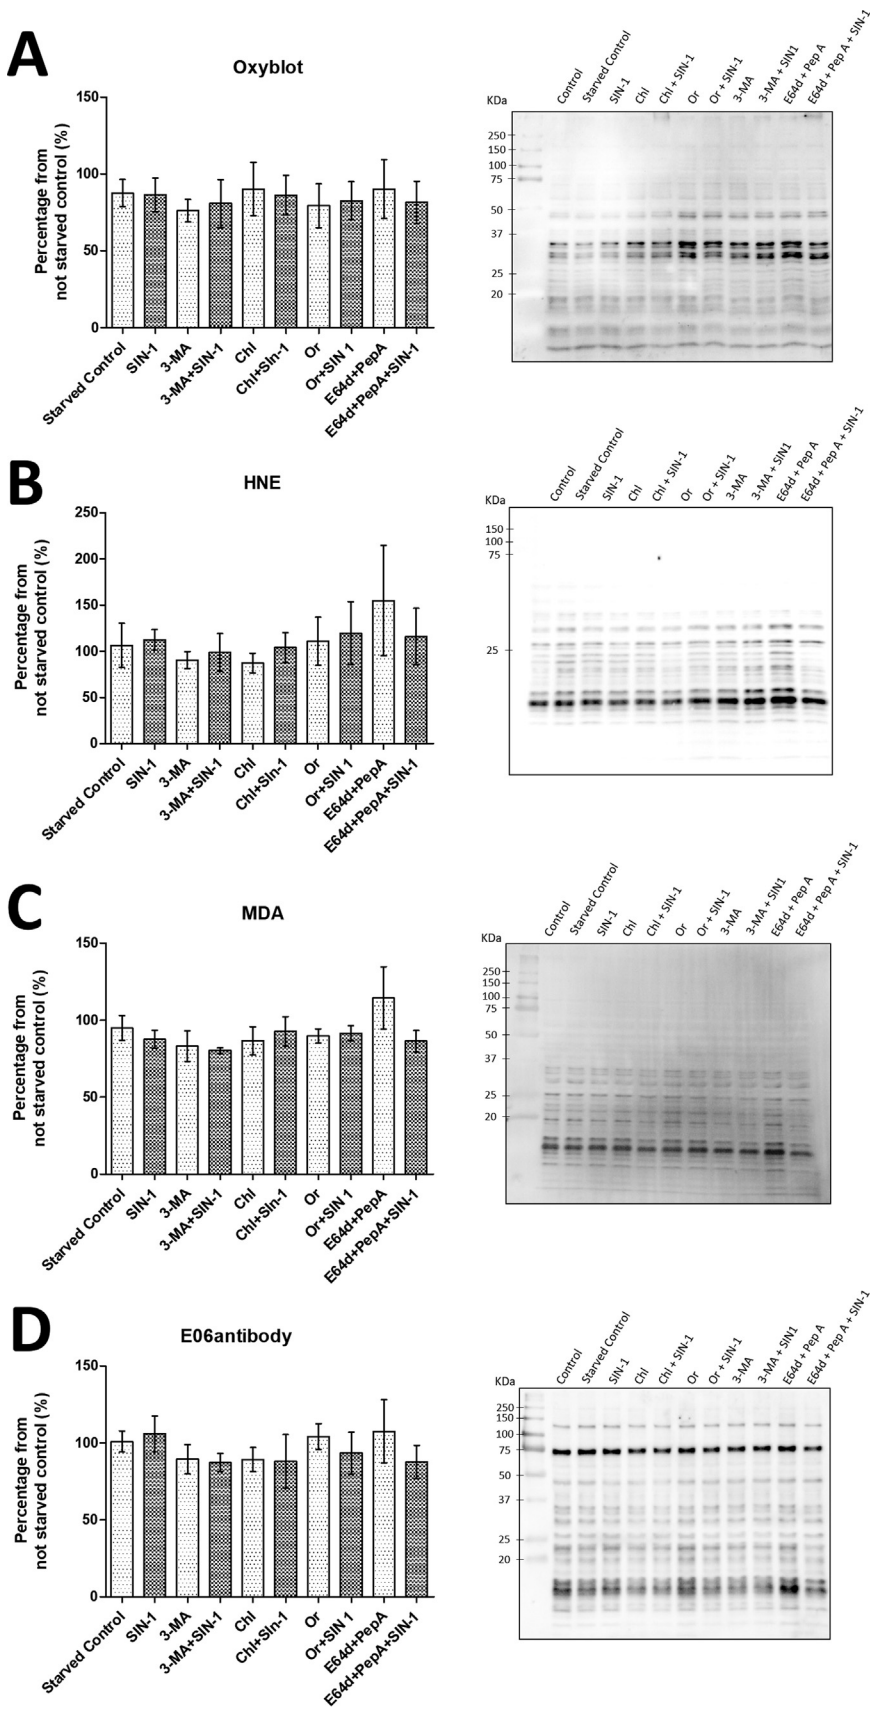 A
Oxyblot
Percentage from
not starved control (%)
150
100
50
0
Starved Control
SIN-1
3-MA
3-MA+SIN-1
Chl
Chl+SIn-1
Or
Or+SIN 1
E64d+PepA
E64d+PepA+SIN-1
KDa
Control
Starved Control
SIN-1
Chl
Chl + SIN-1
Or
Or + SIN-1
3-MA
3-MA + SIN1
E64d + Pep A
E64d + Pep A + SIN-1
250
150
100
75
50
37
25
20
B
HNE
Percentage from
not starved control (%)
250
200
150
100
50
0
Starved Control
SIN-1
3-MA
3-MA+SIN-1
Chl
Chl+SIn-1
Or
Or+SIN 1
E64d+PepA
E64d+PepA+SIN-1
KDa
Control
Starved Control
SIN-1
Chl
Chl + SIN-1
Or
Or + SIN-1
3-MA
3-MA + SIN1
E64d + Pep A
E64d + Pep A + SIN-1
150
100
75
25
C
MDA
Percentage from
not starved control (%)
150
100
50
0
Starved Control
SIN-1
3-MA
3-MA+SIN-1
Chl
Chl+SIn-1
Or
Or+SIN 1
E64d+PepA
E64d+PepA+SIN-1
KDa
Control
Starved Control
SIN-1
Chl
Chl + SIN-1
Or
Or + SIN-1
3-MA
3-MA + SIN1
E64d + Pep A
E64d + Pep A + SIN-1
250
150
100
75
50
37
25
20
D
E06antibody
Percentage from
not starved control (%)
150
100
50
0
Starved Control
SIN-1
3-MA
3-MA+SIN-1
Chl
Chl+SIn-1
Or
Or+SIN 1
E64d+PepA
E64d+PepA+SIN-1
KDa
Control
Starved Control
SIN-1
Chl
Chl + SIN-1
Or
Or + SIN-1
3-MA
3-MA + SIN1
E64d + Pep A
E64d + Pep A + SIN-1
250
150
100
75
50
37
25
20